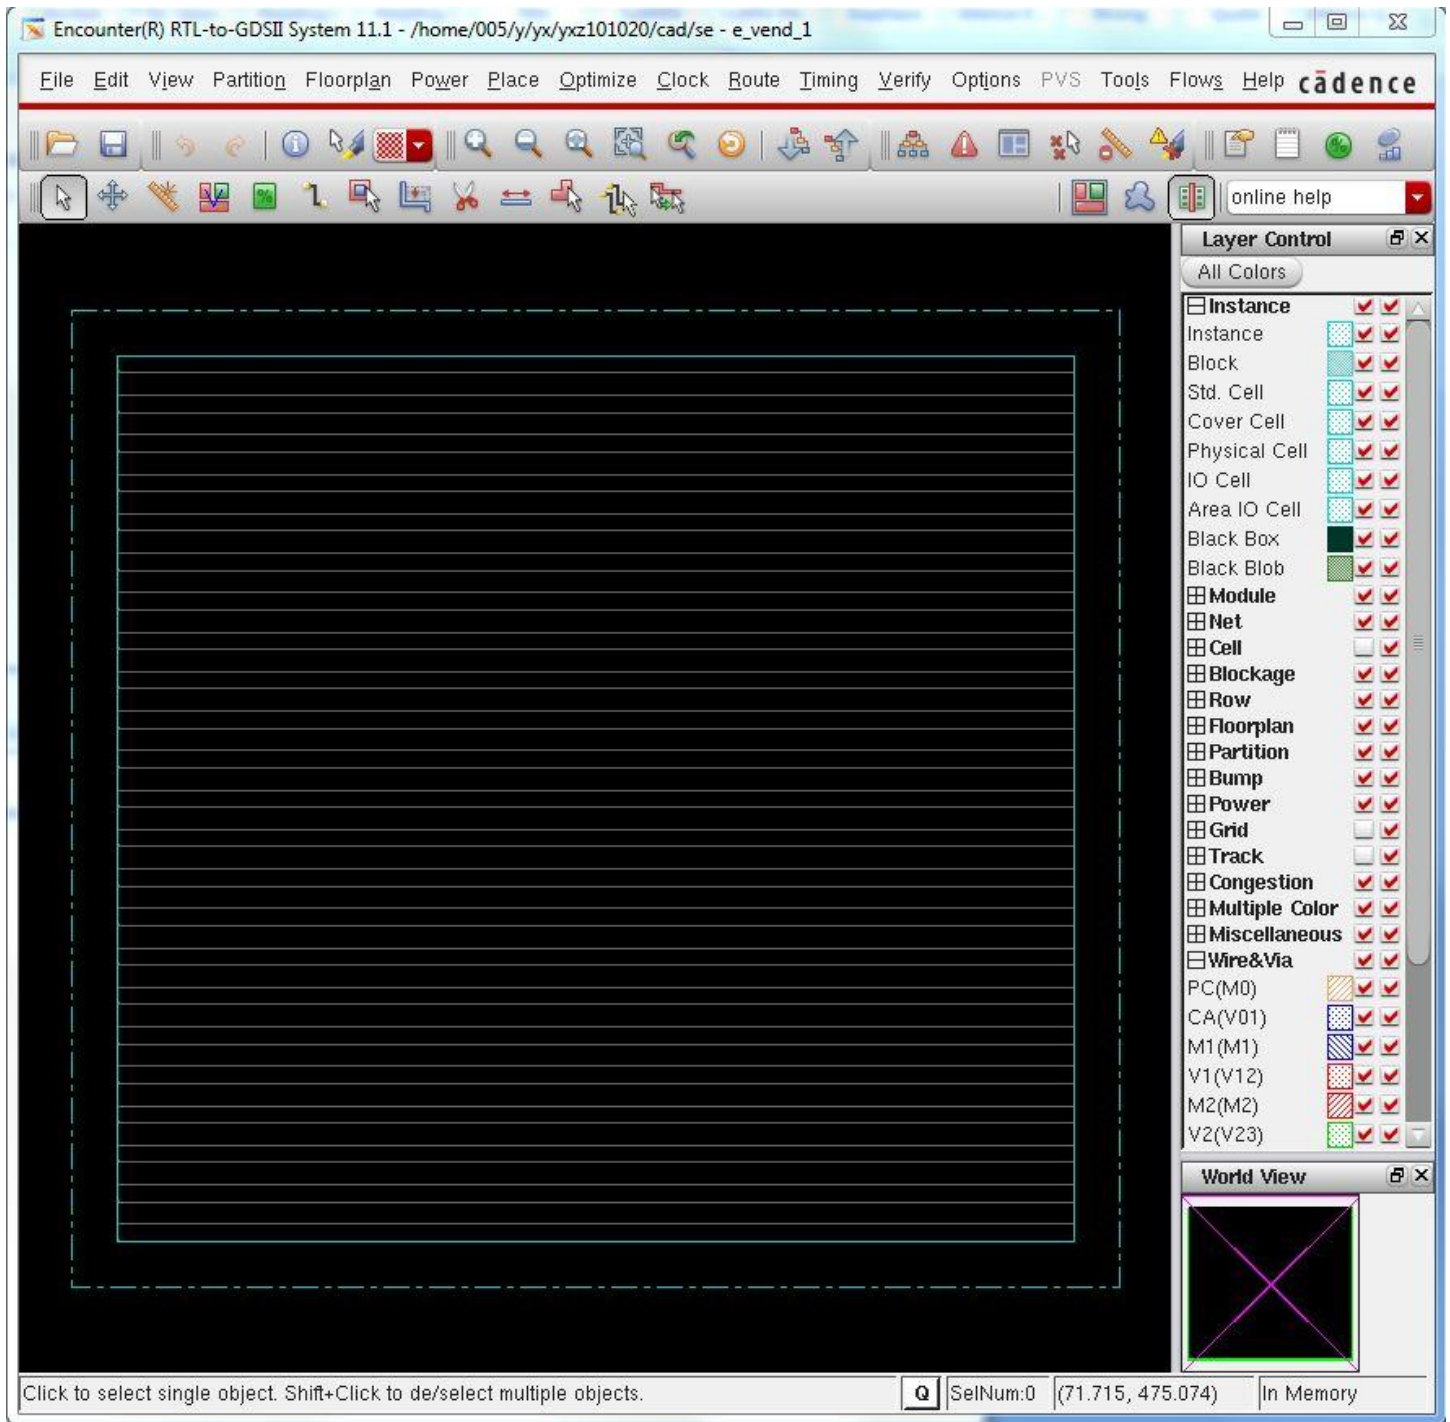 Encounter(R) RTL-to-GDSII System 11.1 - /home/005/y/yx/yxz101020/cad/se - e_vend_1
File Edit View Partition Floorplan Power Place Optimize Clock Route Timing Verify Options PVS Tools Flows Help cādence
online help
Layer Control
All Colors
Instance
Instance
Block
Std. Cell
Cover Cell
Physical Cell
IO Cell
Area IO Cell
Black Box
Black Blob
Module
Net
Cell
Blockage
Row
Floorplan
Partition
Bump
Power
Grid
Track
Congestion
Multiple Color
Miscellaneous
Wire&Via
PC(M0)
CA(V01)
M1(M1)
V1(V12)
M2(M2)
V2(V23)
World View
Click to select single object. Shift+Click to de/select multiple objects. Q SelNum:0 (71.715, 475.074) In Memory